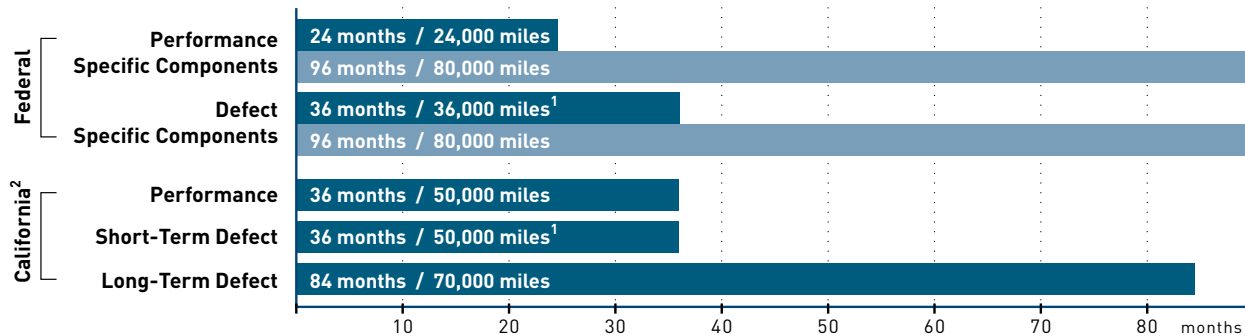 Federal
Performance
24 months / 24,000 miles
Specific Components
96 months / 80,000 miles
Defect
36 months / 36,000 miles1
Specific Components
96 months / 80,000 miles
California2
Performance
36 months / 50,000 miles
Short-Term Defect
36 months / 50,000 miles1
Long-Term Defect
84 months / 70,000 miles
10 20 30 40 50 60 70 80 months